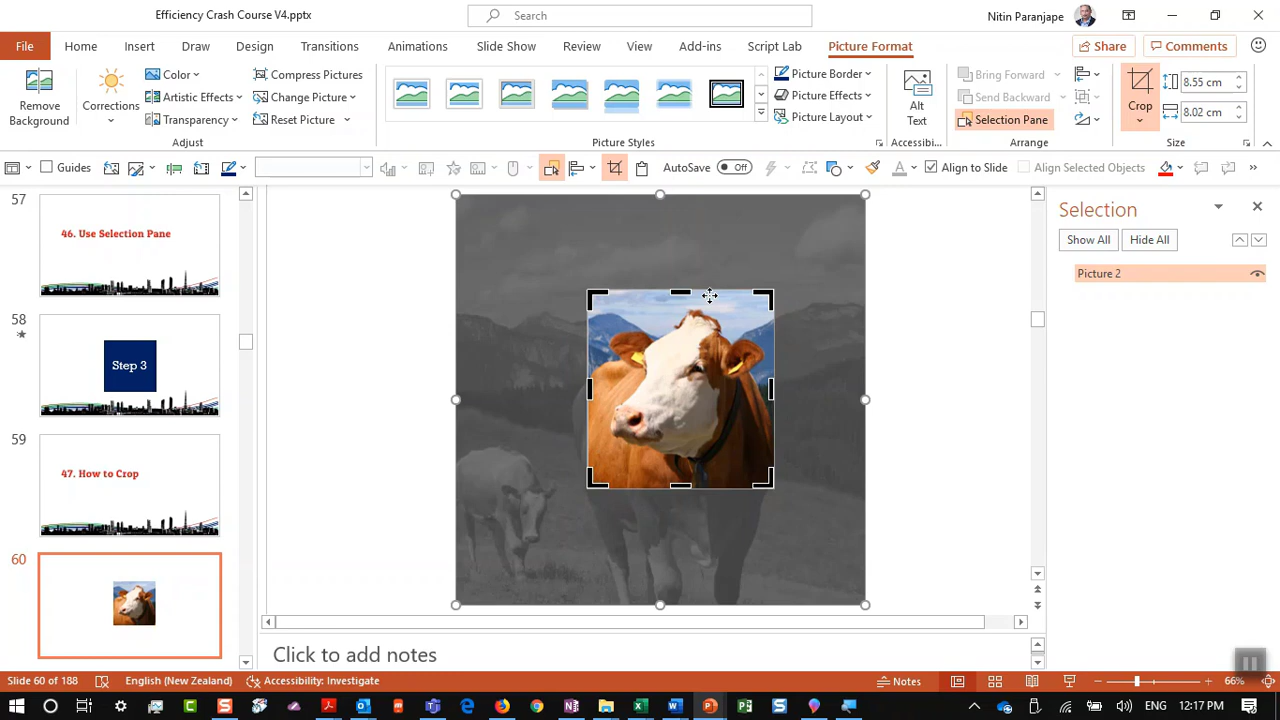 Efficiency Crash Course V4.pptx
Search
Nitin Paranjape
File
Home
Insert
Draw
Design
Transitions
Animations
Slide Show
Review
View
Add-ins
Script Lab
Picture Format
Share
Comments
Remove Background
Corrections
Color
Artistic Effects
Transparency
Compress Pictures
Change Picture
Reset Picture
Picture Border
Picture Effects
Picture Layout
Alt Text
Bring Forward
Send Backward
Selection Pane
Crop
8.55 cm
8.02 cm
Adjust
Picture Styles
Accessibili...
Arrange
Size
Guides
AutoSave
Off
Align to Slide
Align Selected Objects
57
46. Use Selection Pane
58
Step 3
59
47. How to Crop
60
Selection
Show All
Hide All
Picture 2
Click to add notes
Slide 60 of 188
English (New Zealand)
Accessibility: Investigate
Notes
66%
ENG
12:17 PM